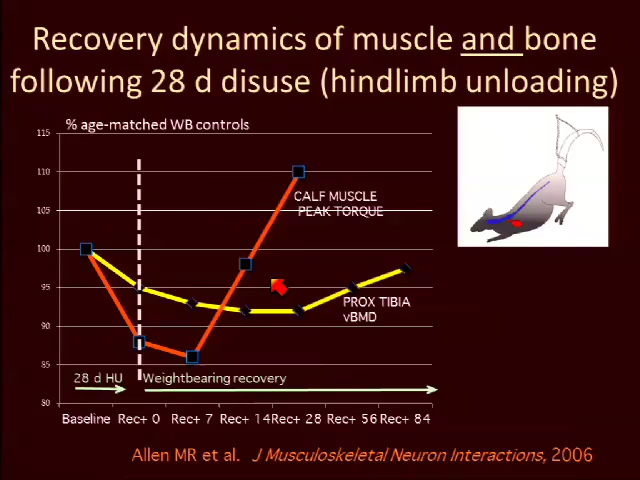 Recovery dynamics of muscle and bone
following 28 d disuse (hindlimb unloading)
% age-matched WB controls
115
110
105
100
95
90
85
80
CALF MUSCLE
PEAK TORQUE
PROX TIBIA
vBMD
28 d HU
Weightbearing recovery
Baseline Rec+ 0 Rec+ 7 Rec+ 14 Rec+ 28 Rec+ 56 Rec+ 84
Allen MR et al. J Musculoskeletal Neuron Interactions, 2006